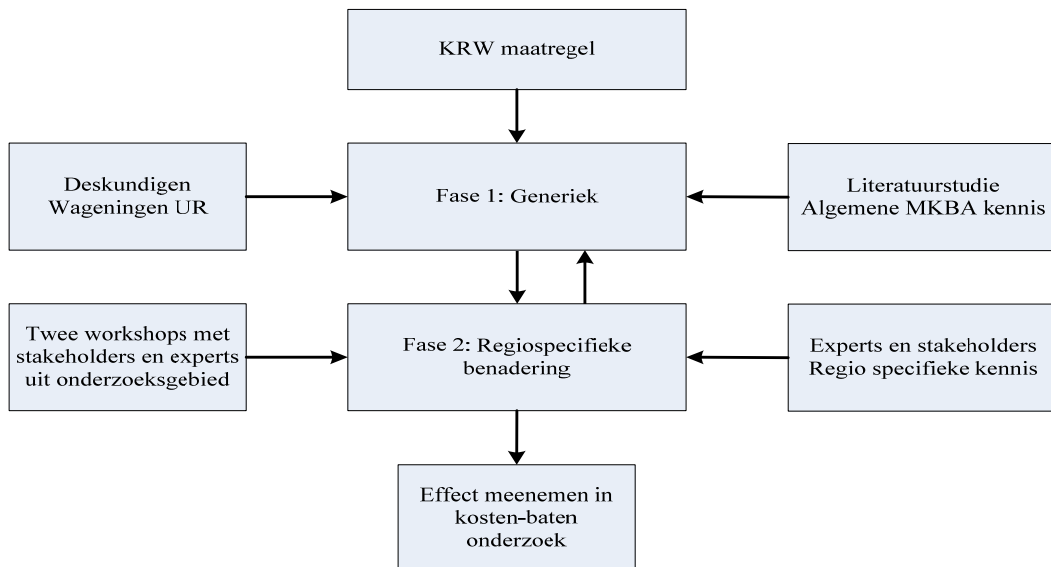 KRW maatregel
Deskundigen
Wageningen UR
Fase 1: Generiek
Literatuurstudie
Algemene MKBA kennis
Twee workshops met
stakeholders en experts
uit onderzoeksgebied
Fase 2: Regiospecifieke
benadering
Experts en stakeholders
Regio specifieke kennis
Effect meenemen in
kosten-baten
onderzoek